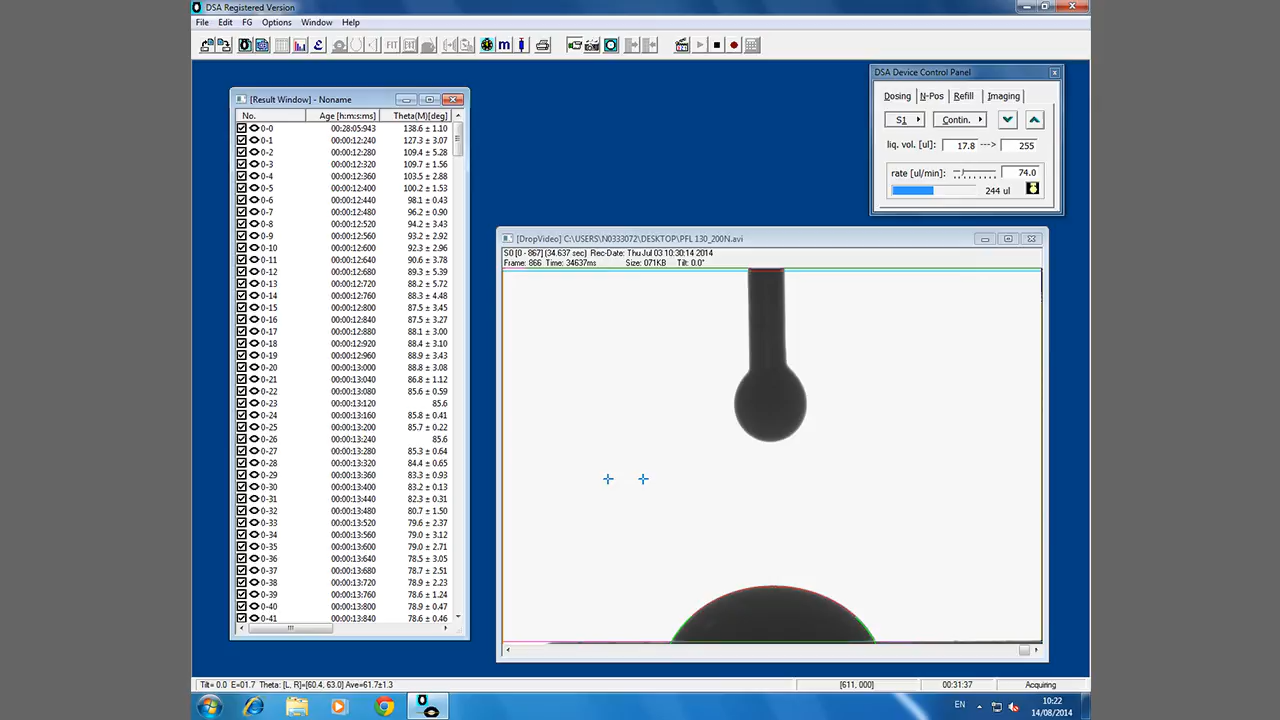 DSA Registered Version
File Edit FG Options Window Help
[Result Window] - Noname
No. Age [h:m:s:ms] Theta(M)[deg]
0-0 00:28:05:943 138.6 ± 1.10
0-1 00:00:12:240 127.3 ± 3.07
0-2 00:00:12:280 109.4 ± 5.28
0-3 00:00:12:320 109.7 ± 1.56
0-4 00:00:12:360 103.5 ± 2.88
0-5 00:00:12:400 100.2 ± 1.53
0-6 00:00:12:440 98.1 ± 0.43
0-7 00:00:12:480 96.2 ± 0.90
0-8 00:00:12:520 94.2 ± 3.43
0-9 00:00:12:560 93.2 ± 2.92
0-10 00:00:12:600 92.3 ± 2.96
0-11 00:00:12:640 90.6 ± 3.78
0-12 00:00:12:680 89.3 ± 5.39
0-13 00:00:12:720 88.2 ± 5.72
0-14 00:00:12:760 88.3 ± 4.48
0-15 00:00:12:800 87.5 ± 3.45
0-16 00:00:12:840 87.5 ± 3.27
0-17 00:00:12:880 88.1 ± 3.00
0-18 00:00:12:920 88.4 ± 3.10
0-19 00:00:12:960 88.9 ± 3.43
0-20 00:00:13:000 88.8 ± 3.08
0-21 00:00:13:040 86.8 ± 1.12
0-22 00:00:13:080 85.6 ± 0.59
0-23 00:00:13:120 85.6
0-24 00:00:13:160 85.8 ± 0.41
0-25 00:00:13:200 85.7 ± 0.22
0-26 00:00:13:240 85.6
0-27 00:00:13:280 85.3 ± 0.64
0-28 00:00:13:320 84.4 ± 0.65
0-29 00:00:13:360 83.3 ± 0.93
0-30 00:00:13:400 83.2 ± 0.13
0-31 00:00:13:440 82.3 ± 0.31
0-32 00:00:13:480 80.7 ± 1.50
0-33 00:00:13:520 79.6 ± 2.37
0-34 00:00:13:560 79.0 ± 3.12
0-35 00:00:13:600 79.0 ± 2.71
0-36 00:00:13:640 78.5 ± 3.05
0-37 00:00:13:680 78.7 ± 2.51
0-38 00:00:13:720 78.9 ± 2.23
0-39 00:00:13:760 78.6 ± 1.24
0-40 00:00:13:800 78.9 ± 0.47
0-41 00:00:13:840 78.6 ± 0.46
DSA Device Control Panel
Dosing N-Pos Refill Imaging
S1 Contin.
liq. vol. [ul]: 17.8 ---> 255
rate [ul/min]: 74.0
244 ul
[DropVideo] C:\USERS\N0333072\DESKTOP\PFL 130_200N.avi
S0 [0 - 867] (34.637 sec) Rec-Date: Thu Jul 03 10:30:14 2014
Frame: 866 Time: 34637ms Size: 071KB Tilt: 0.0°
Tilt= 0.0 E=01.7 Theta: [L, R]=[60.4, 63.0] Ave=61.7±1.3
[611, 000] 00:31:37 Acquiring
EN 10:22
14/08/2014